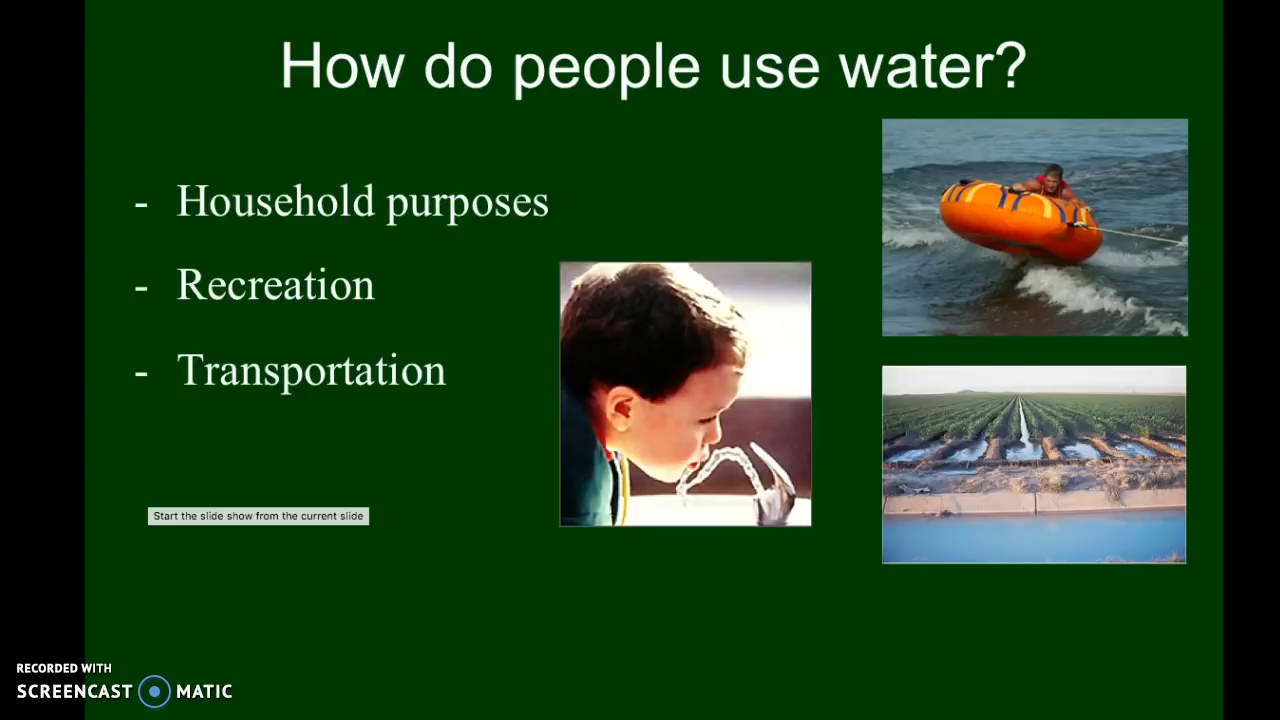 How do people use water?
- Household purposes
- Recreation
- Transportation
Start the slide show from the current slide
RECORDED WITH
SCREENCAST MATIC